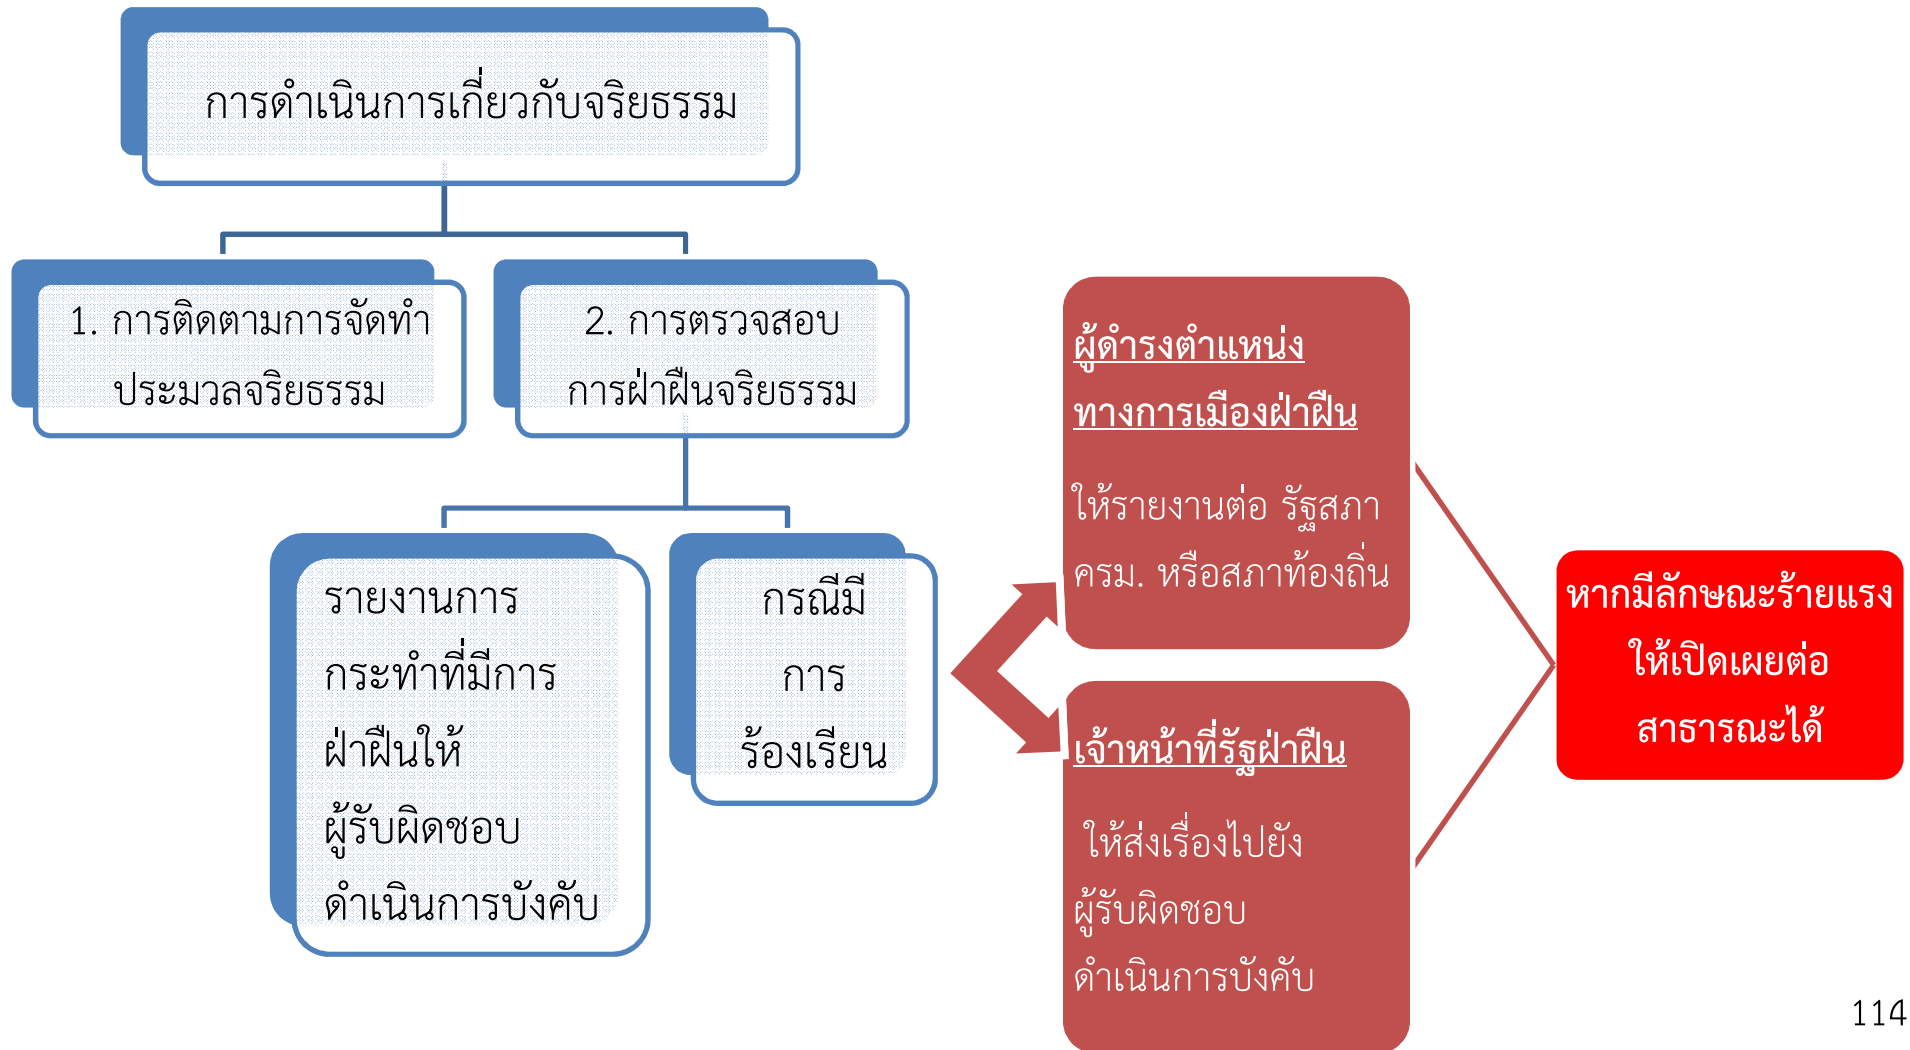 การดำเนินการเกี่ยวกับจริยธรรม
1. การติดตามการจัดทำ
ประมวลจริยธรรม
2. การตรวจสอบ
การฝ่าฝืนจริยธรรม
รายงานการ
กระทำที่มีการ
ฝ่าฝืนให้
ผู้รับผิดชอบ
ดำเนินการบังคับ
กรณีมี
การ
ร้องเรียน
ผู้ดำรงตำแหน่ง
ทางการเมืองฝ่าฝืน
ให้รายงานต่อ รัฐสภา
ครม. หรือสภาท้องถิ่น
เจ้าหน้าที่รัฐฝ่าฝืน
ให้ส่งเรื่องไปยัง
ผู้รับผิดชอบ
ดำเนินการบังคับ
หากมีลักษณะร้ายแรง
ให้เปิดเผยต่อ
สาธารณะได้
114